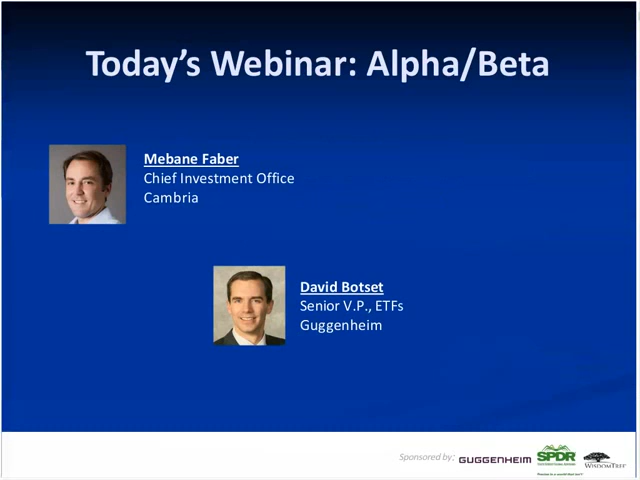 Today's Webinar: Alpha/Beta
Mebane Faber
Chief Investment Office
Cambria
David Botset
Senior V.P., ETFs
Guggenheim
Sponsored by: GUGGENHEIM SPDR WISDOMTREE